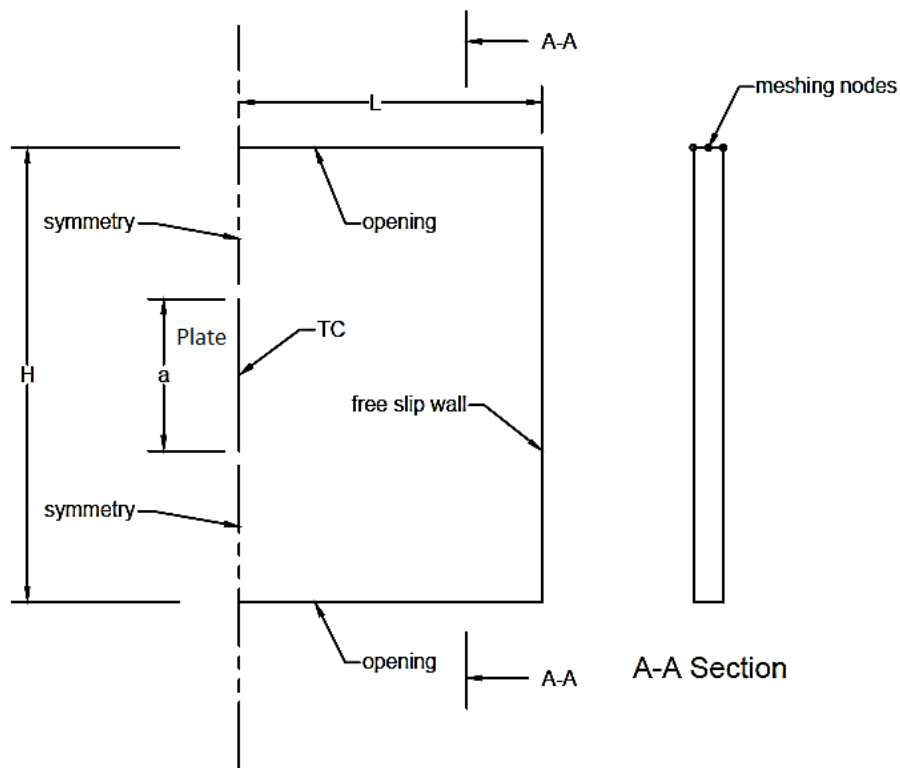 A-A
L
meshing nodes
symmetry
opening
Plate
TC
H
a
free slip wall
symmetry
opening
A-A
A-A Section